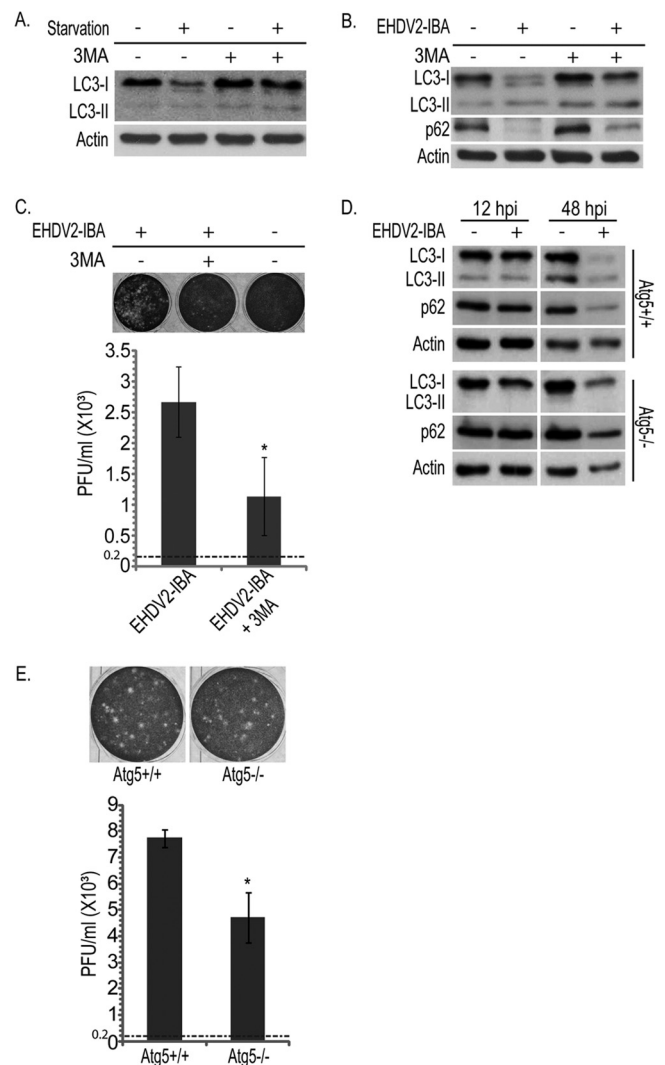 A.
Starvation - + - +
3MA - - + +
LC3-I
LC3-II
Actin
B.
EHDV2-IBA - + - +
3MA - - + +
LC3-I
LC3-II
p62
Actin
C.
EHDV2-IBA + + -
3MA - + -
3.5
3
2.5
2
1.5
1
0.5
0.2
0
PFU/ml (X10³)
*
EHDV2-IBA
EHDV2-IBA
+ 3MA
D.
12 hpi 48 hpi
EHDV2-IBA - + - +
LC3-I
LC3-II
p62
Actin
Atg5+/+
LC3-I
LC3-II
p62
Actin
Atg5-/-
E.
Atg5+/+ Atg5-/-
9
8
7
6
5
4
3
2
1
0.2
0
PFU/ml (X10³)
*
Atg5+/+ Atg5-/-